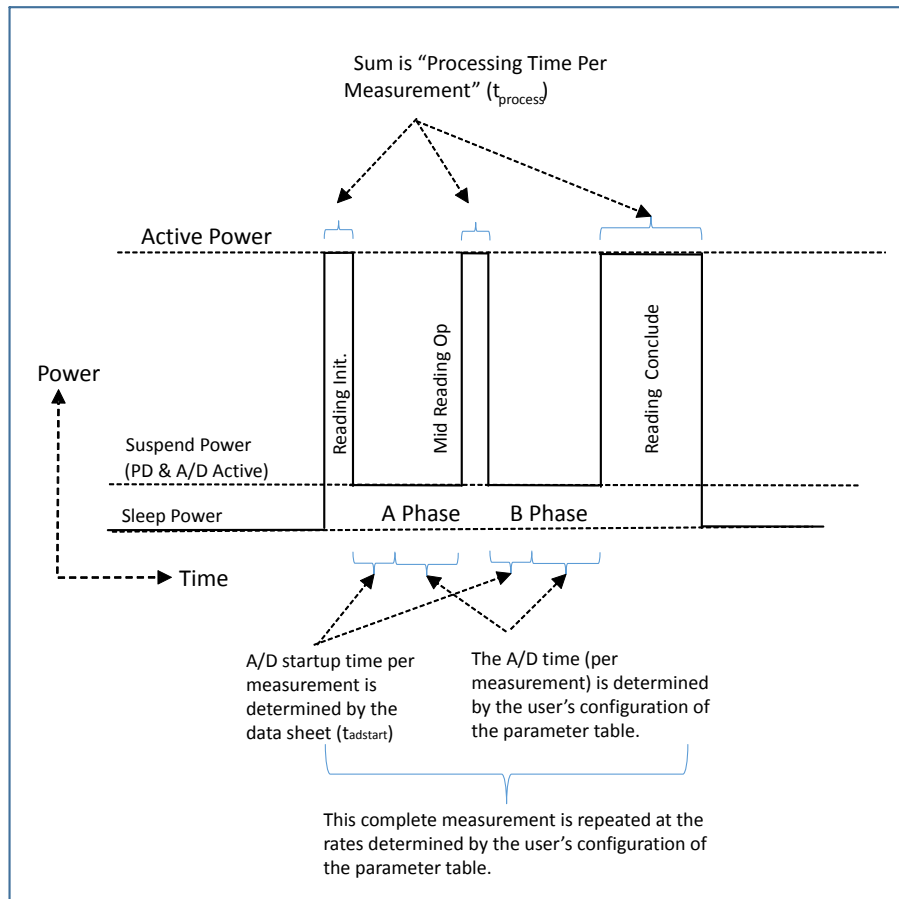 Sum is “Processing Time Per
Measurement” (tprocess)
Active Power
Reading Init.
Mid Reading Op
Reading Conclude
Power
Suspend Power
(PD & A/D Active)
A Phase
B Phase
Sleep Power
Time
A/D startup time per
measurement is
determined by the
data sheet (tadstart)
The A/D time (per
measurement) is determined
by the user’s configuration of
the parameter table.
This complete measurement is repeated at the
rates determined by the user’s configuration of
the parameter table.